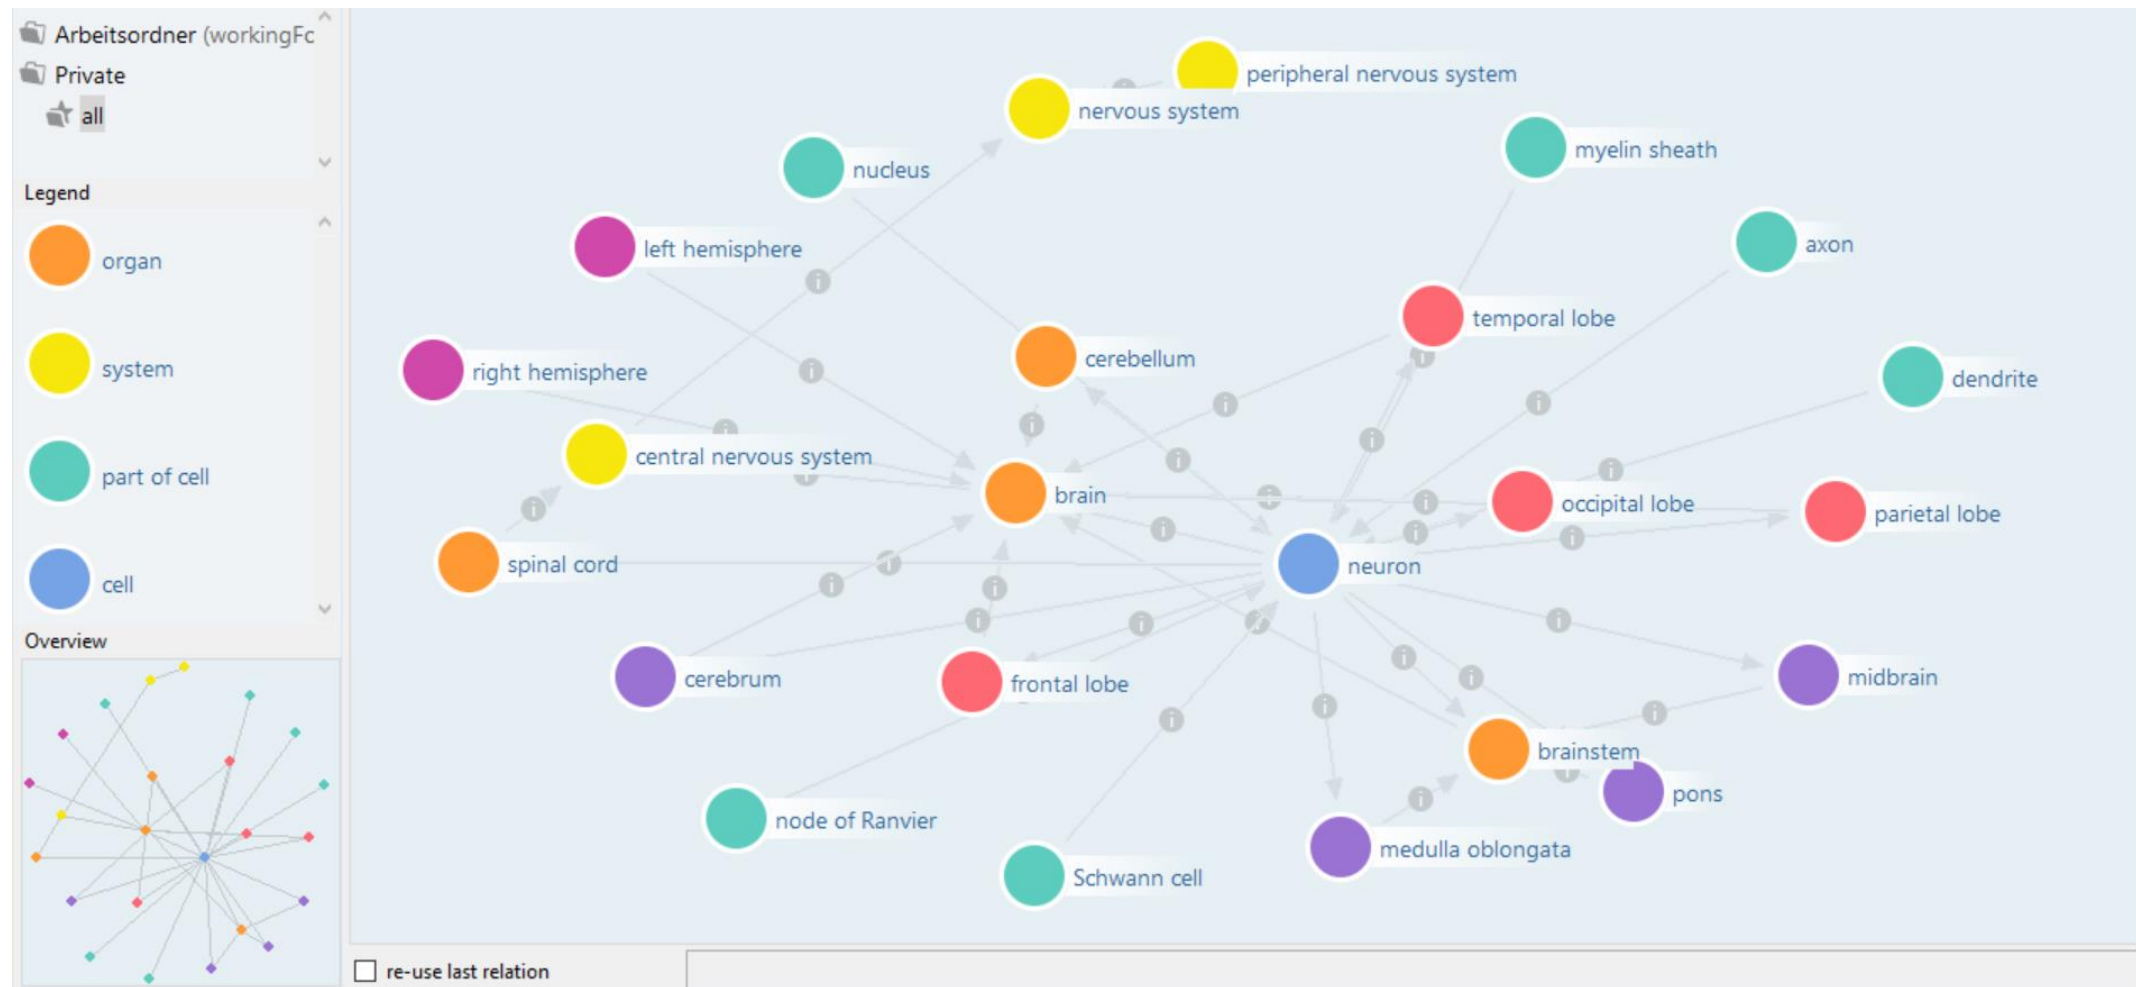 Arbeitsordner (workingFc
Private
all
Legend
organ
system
part of cell
cell
Overview
peripheral nervous system
nervous system
nucleus
myelin sheath
left hemisphere
axon
temporal lobe
cerebellum
right hemisphere
dendrite
central nervous system
brain
occipital lobe
parietal lobe
spinal cord
neuron
cerebrum
frontal lobe
midbrain
brainstem
pons
node of Ranvier
medulla oblongata
Schwann cell
re-use last relation